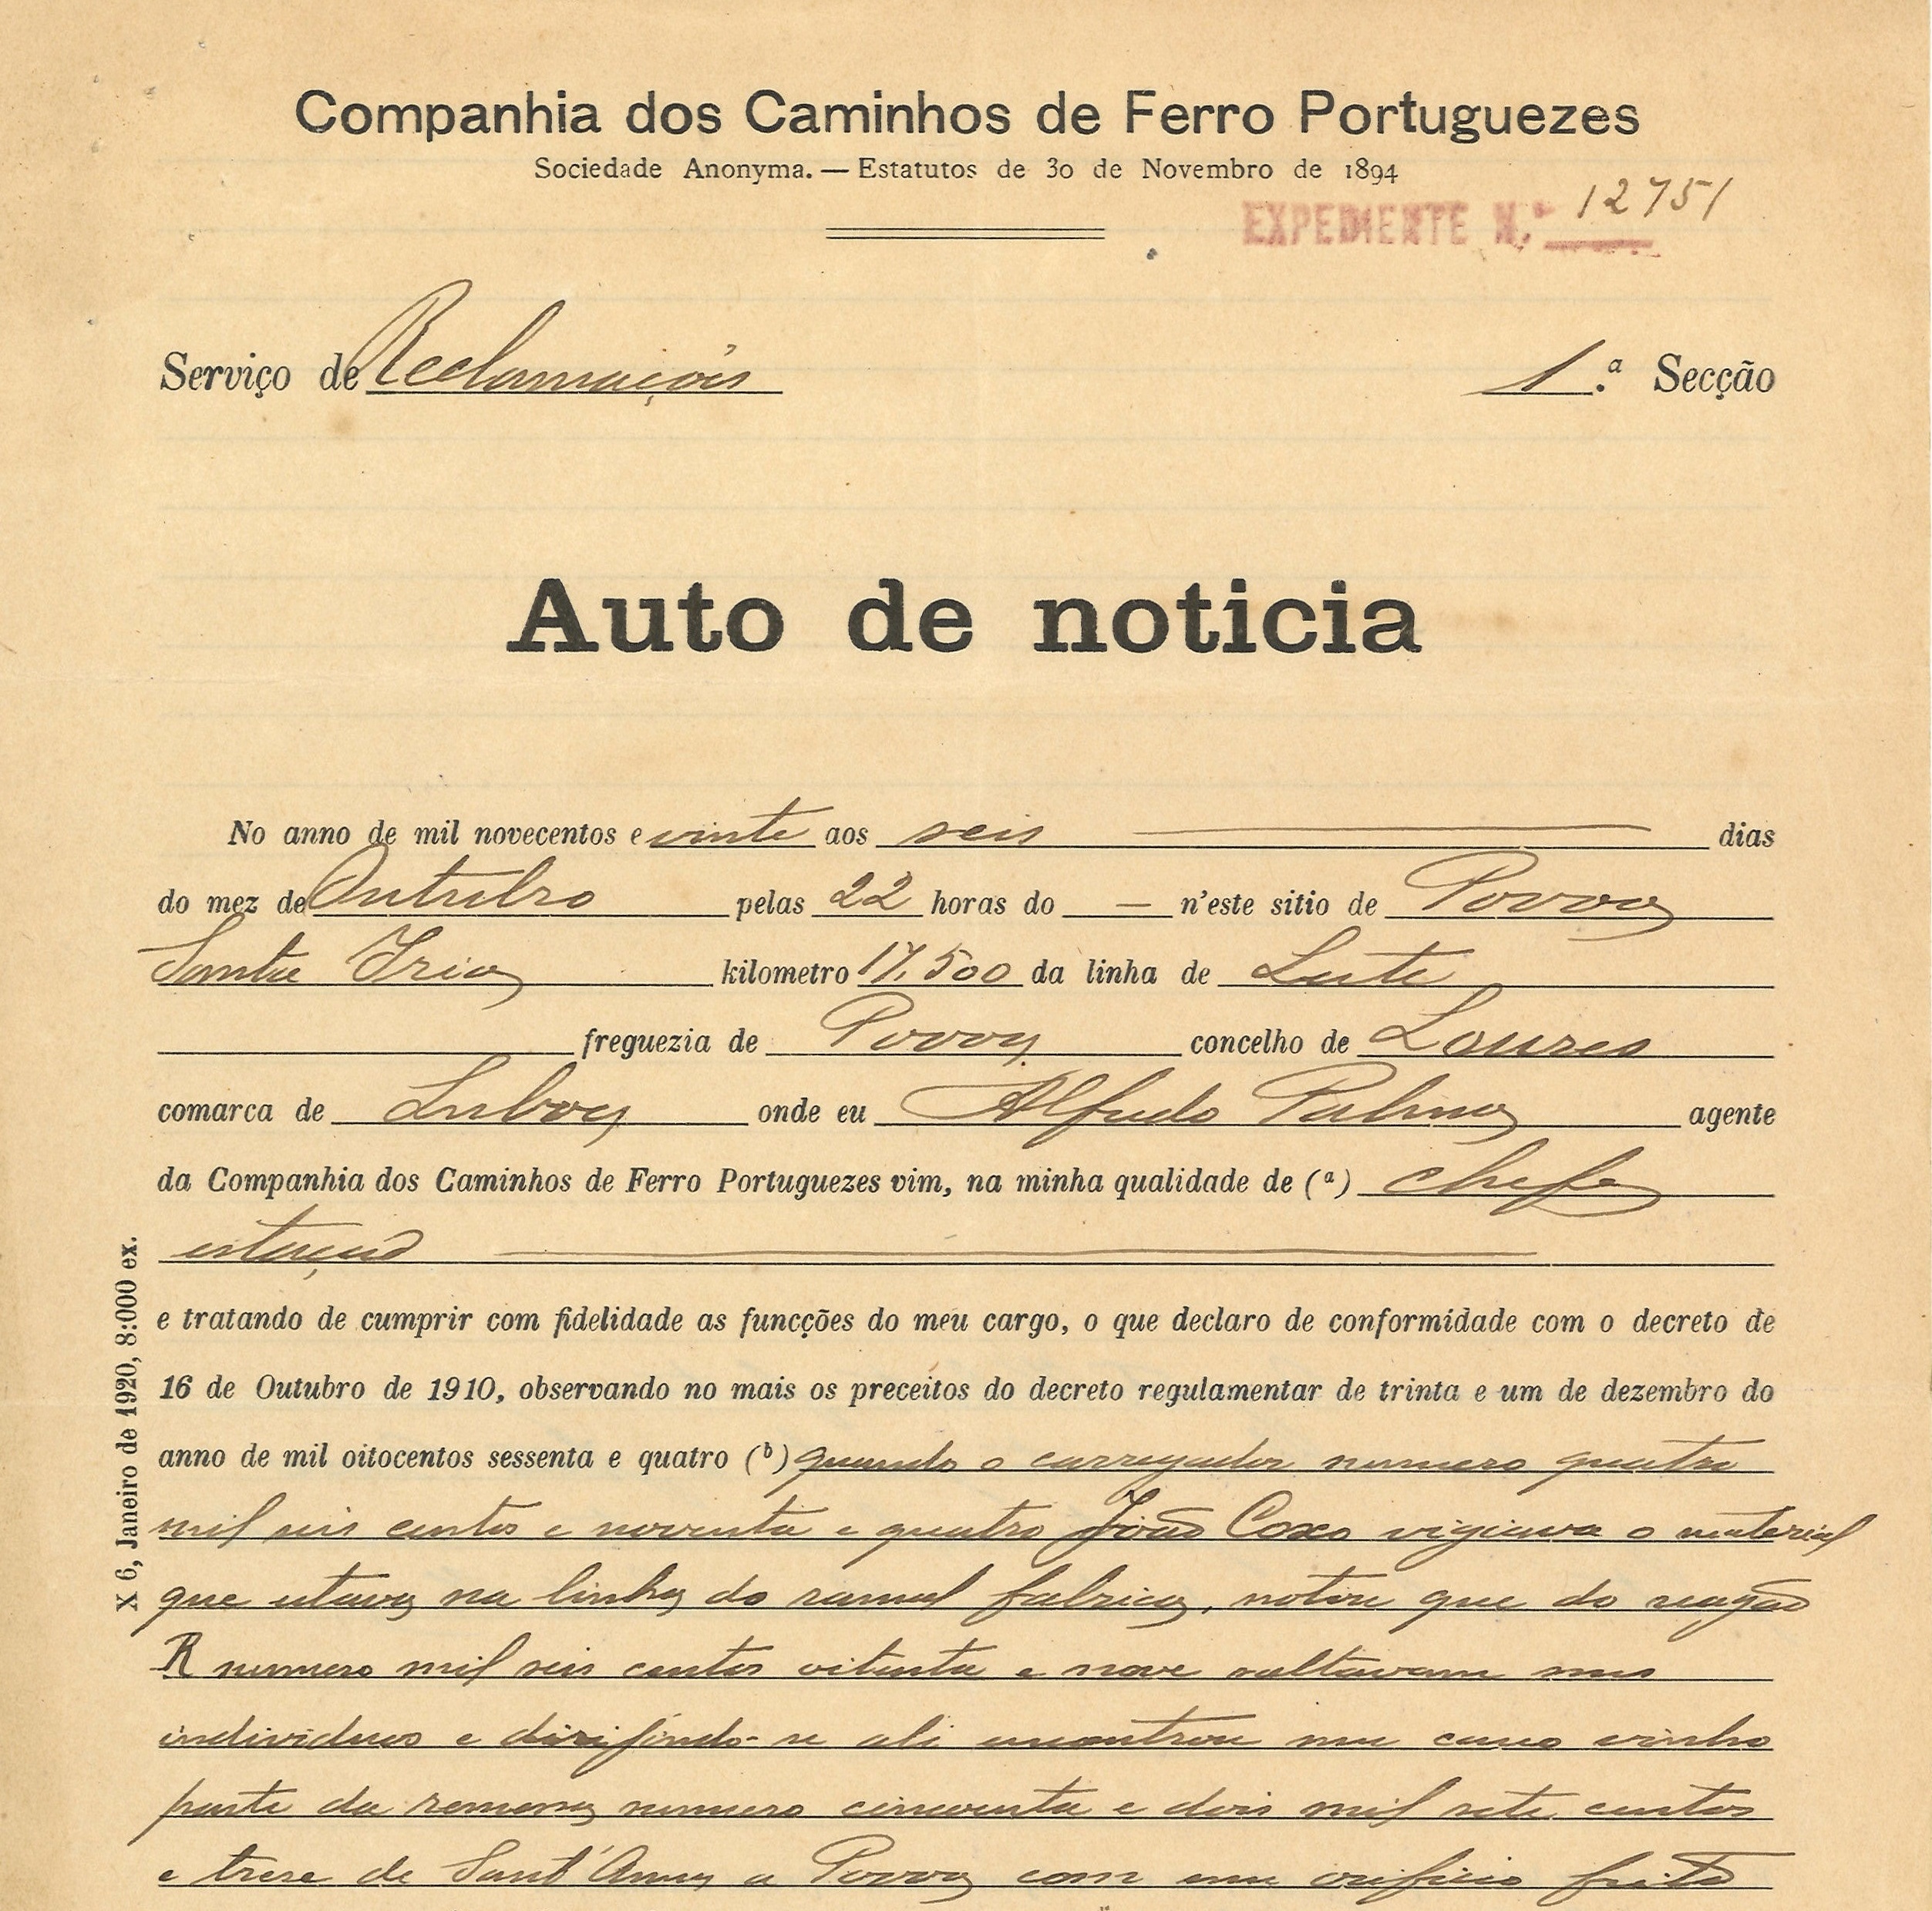 Companhia dos Caminhos de Ferro Portuguezes
Sociedade Anonyma. — Estatutos de 30 de Novembro de 1894
EXPEDIENTE N.º 12751
Serviço de Reclamações 1.ª Secção
Auto de noticia
No anno de mil novecentos e vinte aos seis dias
do mez de Outubro pelas 22 horas do — n'este sitio de Povoa
Santa Iria kilometro 17,500 da linha de Leste
freguezia de Povoa concelho de Loures
comarca de Lisboa onde eu Alfredo Palma agente
da Companhia dos Caminhos de Ferro Portuguezes vim, na minha qualidade de (ª) chefe
estação
e tratando de cumprir com fidelidade as funcções do meu cargo, o que declaro de conformidade com o decreto de
16 de Outubro de 1910, observando no mais os preceitos do decreto regulamentar de trinta e um de dezembro do
anno de mil oitocentos sessenta e quatro (b) quando o carregador numero quatro
mil seis centos e noventa e quatro João Coxo vigiava o material
que estava na linha do ramal fabrica, notou que do vagão
R numero mil seis centos oitenta e nove saltavam uns
individuos e dirijindo-se ali encontrou um casco vinho
parte da remessa numero cincoenta e dois mil sete centos
e treze de Sant'Anna a Povoa com um orificio feito
X 6, Janeiro de 1920, 8:000 ex.